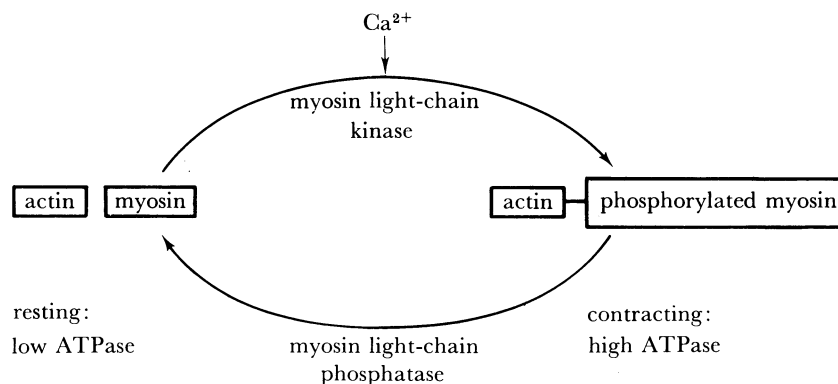 Ca²⁺
myosin light-chain
kinase
actin
myosin
actin
phosphorylated myosin
resting:
low ATPase
myosin light-chain
phosphatase
contracting:
high ATPase